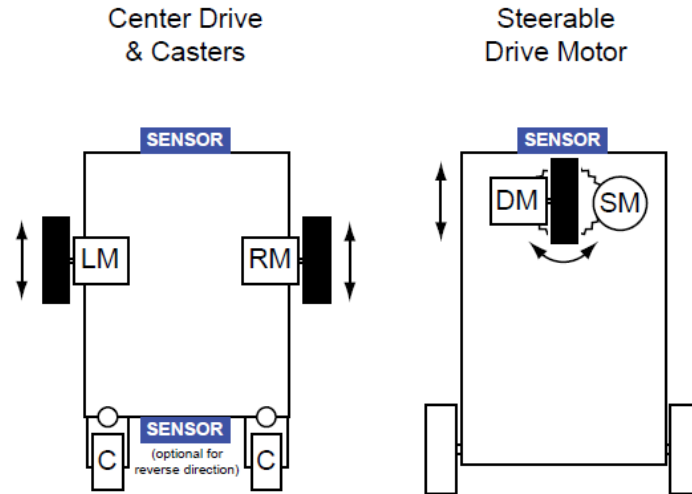 Center Drive
& Casters
SENSOR
LM
RM
C
SENSOR
(optional for
reverse direction)
C
Steerable
Drive Motor
SENSOR
DM
SM